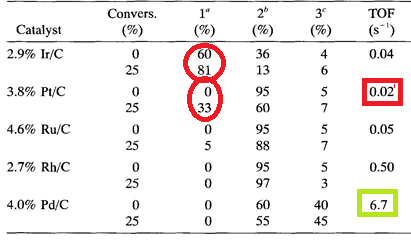 Catalyst Convers. (%) 1ᵃ (%) 2ᵇ (%) 3ᶜ (%) TOF (s⁻¹)
2.9% Ir/C 0 60 36 4 0.04
25 81 13 6
3.8% Pt/C 0 0 95 5 0.02
25 33 60 7
4.6% Ru/C 0 0 95 5 0.05
25 5 88 7
2.7% Rh/C 0 0 95 5 0.50
25 0 97 3
4.0% Pd/C 0 0 60 40 6.7
25 0 55 45